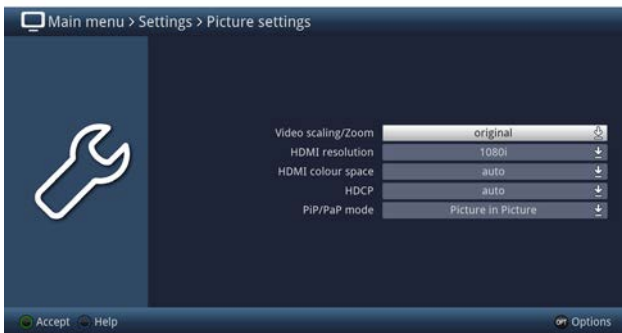 Main menu > Settings > Picture settings
Video scaling/Zoom original
HDMI resolution 1080i
HDMI colour space auto
HDCP auto
PiP/PaP mode Picture in Picture
Accept Help OPT Options